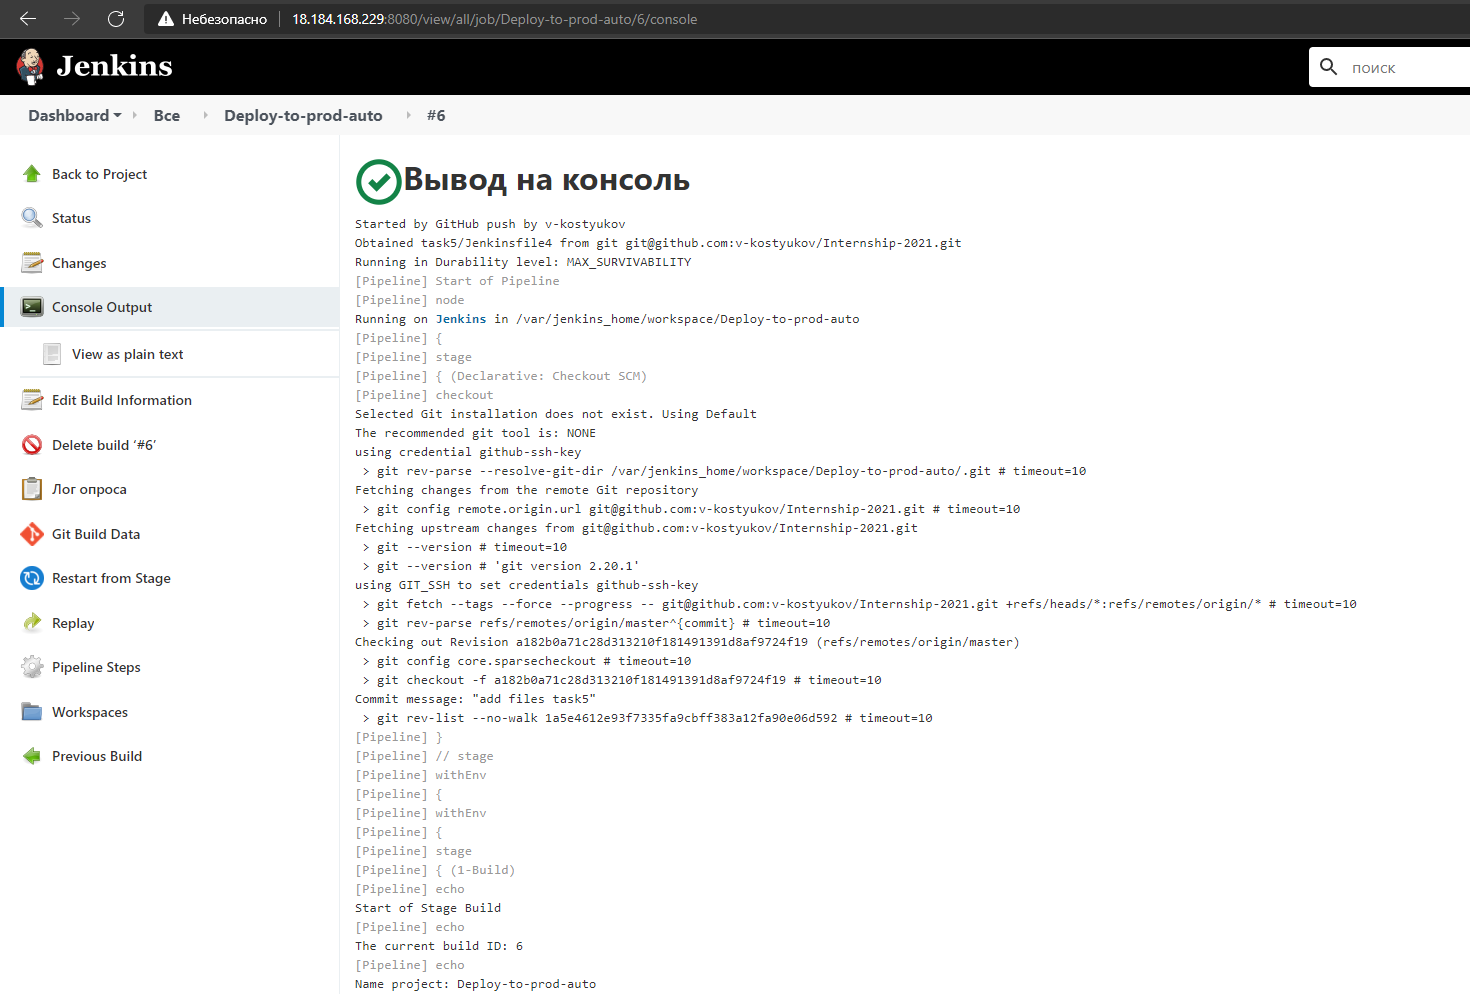 Небезопасно 18.184.168.229:8080/view/all/job/Deploy-to-prod-auto/6/console
Jenkins
поиск
Dashboard Все Deploy-to-prod-auto #6
Back to Project
Status
Changes
Console Output
View as plain text
Edit Build Information
Delete build ‘#6’
Лог опроса
Git Build Data
Restart from Stage
Replay
Pipeline Steps
Workspaces
Previous Build
Вывод на консоль
Started by GitHub push by v-kostyukov
Obtained task5/Jenkinsfile4 from git git@github.com:v-kostyukov/Internship-2021.git
Running in Durability level: MAX_SURVIVABILITY
[Pipeline] Start of Pipeline
[Pipeline] node
Running on Jenkins in /var/jenkins_home/workspace/Deploy-to-prod-auto
[Pipeline] {
[Pipeline] stage
[Pipeline] { (Declarative: Checkout SCM)
[Pipeline] checkout
Selected Git installation does not exist. Using Default
The recommended git tool is: NONE
using credential github-ssh-key
> git rev-parse --resolve-git-dir /var/jenkins_home/workspace/Deploy-to-prod-auto/.git # timeout=10
Fetching changes from the remote Git repository
> git config remote.origin.url git@github.com:v-kostyukov/Internship-2021.git # timeout=10
Fetching upstream changes from git@github.com:v-kostyukov/Internship-2021.git
> git --version # timeout=10
> git --version # 'git version 2.20.1'
using GIT_SSH to set credentials github-ssh-key
> git fetch --tags --force --progress -- git@github.com:v-kostyukov/Internship-2021.git +refs/heads/*:refs/remotes/origin/* # timeout=10
> git rev-parse refs/remotes/origin/master^{commit} # timeout=10
Checking out Revision a182b0a71c28d313210f181491391d8af9724f19 (refs/remotes/origin/master)
> git config core.sparsecheckout # timeout=10
> git checkout -f a182b0a71c28d313210f181491391d8af9724f19 # timeout=10
Commit message: "add files task5"
> git rev-list --no-walk 1a5e4612e93f7335fa9cbff383a12fa90e06d592 # timeout=10
[Pipeline] }
[Pipeline] // stage
[Pipeline] withEnv
[Pipeline] {
[Pipeline] withEnv
[Pipeline] {
[Pipeline] stage
[Pipeline] { (1-Build)
[Pipeline] echo
Start of Stage Build
[Pipeline] echo
The current build ID: 6
[Pipeline] echo
Name project: Deploy-to-prod-auto